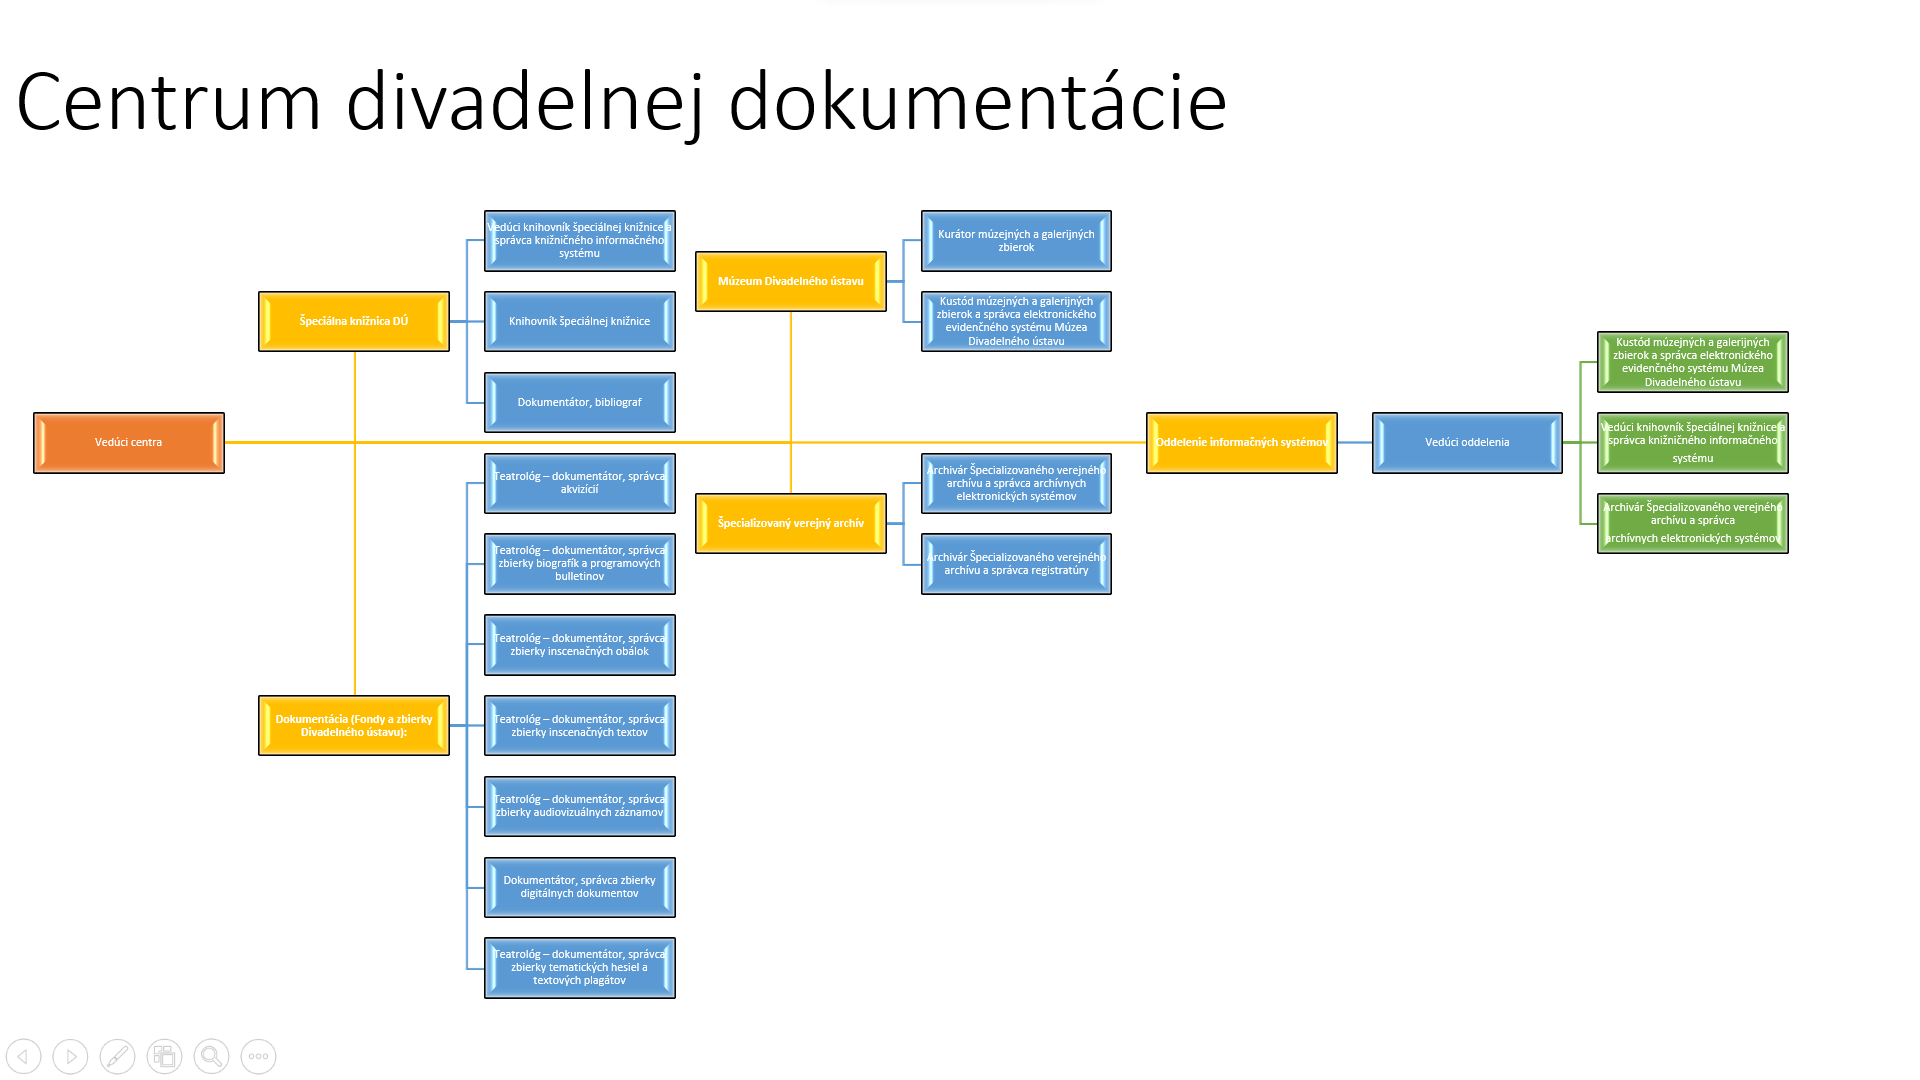 Centrum divadelnej dokumentácie
Vedúci centra
Špeciálna knižnica DÚ
Vedúci knihovník špeciálnej knižnice a
správca knižničného informačného
systému
Knihovník špeciálnej knižnice
Dokumentátor, bibliograf
Dokumentácia (Fondy a zbierky
Divadelného ústavu):
Teatrológ – dokumentátor, správca
akvizícií
Teatrológ – dokumentátor, správca
zbierky biografík a programových
bulletinov
Teatrológ – dokumentátor, správca
zbierky inscenačných obálok
Teatrológ – dokumentátor, správca
zbierky inscenačných textov
Teatrológ – dokumentátor, správca
zbierky audiovizuálnych záznamov
Dokumentátor, správca zbierky
digitálnych dokumentov
Teatrológ – dokumentátor, správca
zbierky tematických hesiel a
textových plagátov
Múzeum Divadelného ústavu
Kurátor múzejných a galerijných
zbierok
Kustód múzejných a galerijných
zbierok a správca elektronického
evidenčného systému Múzea
Divadelného ústavu
Špecializovaný verejný archív
Archivár Špecializovaného verejného
archívu a správca archívnych
elektronických systémov
Archivár Špecializovaného verejného
archívu a správca registratúry
Oddelenie informačných systémov
Vedúci oddelenia
Kustód múzejných a galerijných
zbierok a správca elektronického
evidenčného systému Múzea
Divadelného ústavu
Vedúci knihovník špeciálnej knižnice a
správca knižničného informačného
systému
Archivár Špecializovaného verejného
archívu a správca
archívnych elektronických systémov